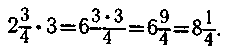 2 3/4 · 3 = 6 3·3/4 = 6 9/4 = 8 1/4.